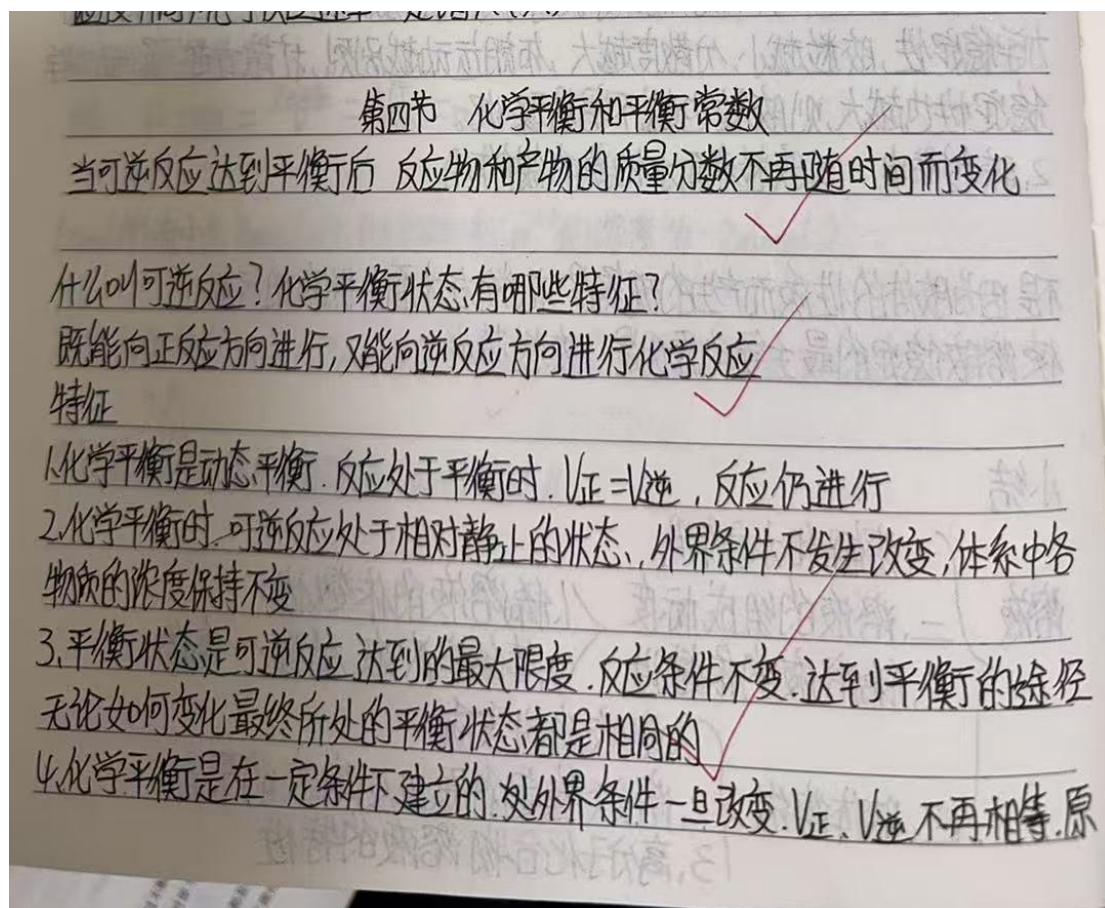 第四节 化学平衡和平衡常数
当可逆反应达到平衡后 反应物和产物的质量分数不再随时间而变化
什么叫可逆反应?化学平衡状态有哪些特征?
既能向正反应方向进行,又能向逆反应方向进行化学反应
特征
1.化学平衡是动态平衡.反应处于平衡时.V正=V逆,反应仍进行
2.化学平衡时.可逆反应处于相对静止的状态、外界条件不发生改变,体系中各
物质的浓度保持不变
3.平衡状态是可逆反应达到的最大限度.反应条件不变.达到平衡的途径
无论如何变化最终所处的平衡状态都是相同的
4.化学平衡是在一定条件下建立的.外界条件一旦改变.V正、V逆不再相等.原